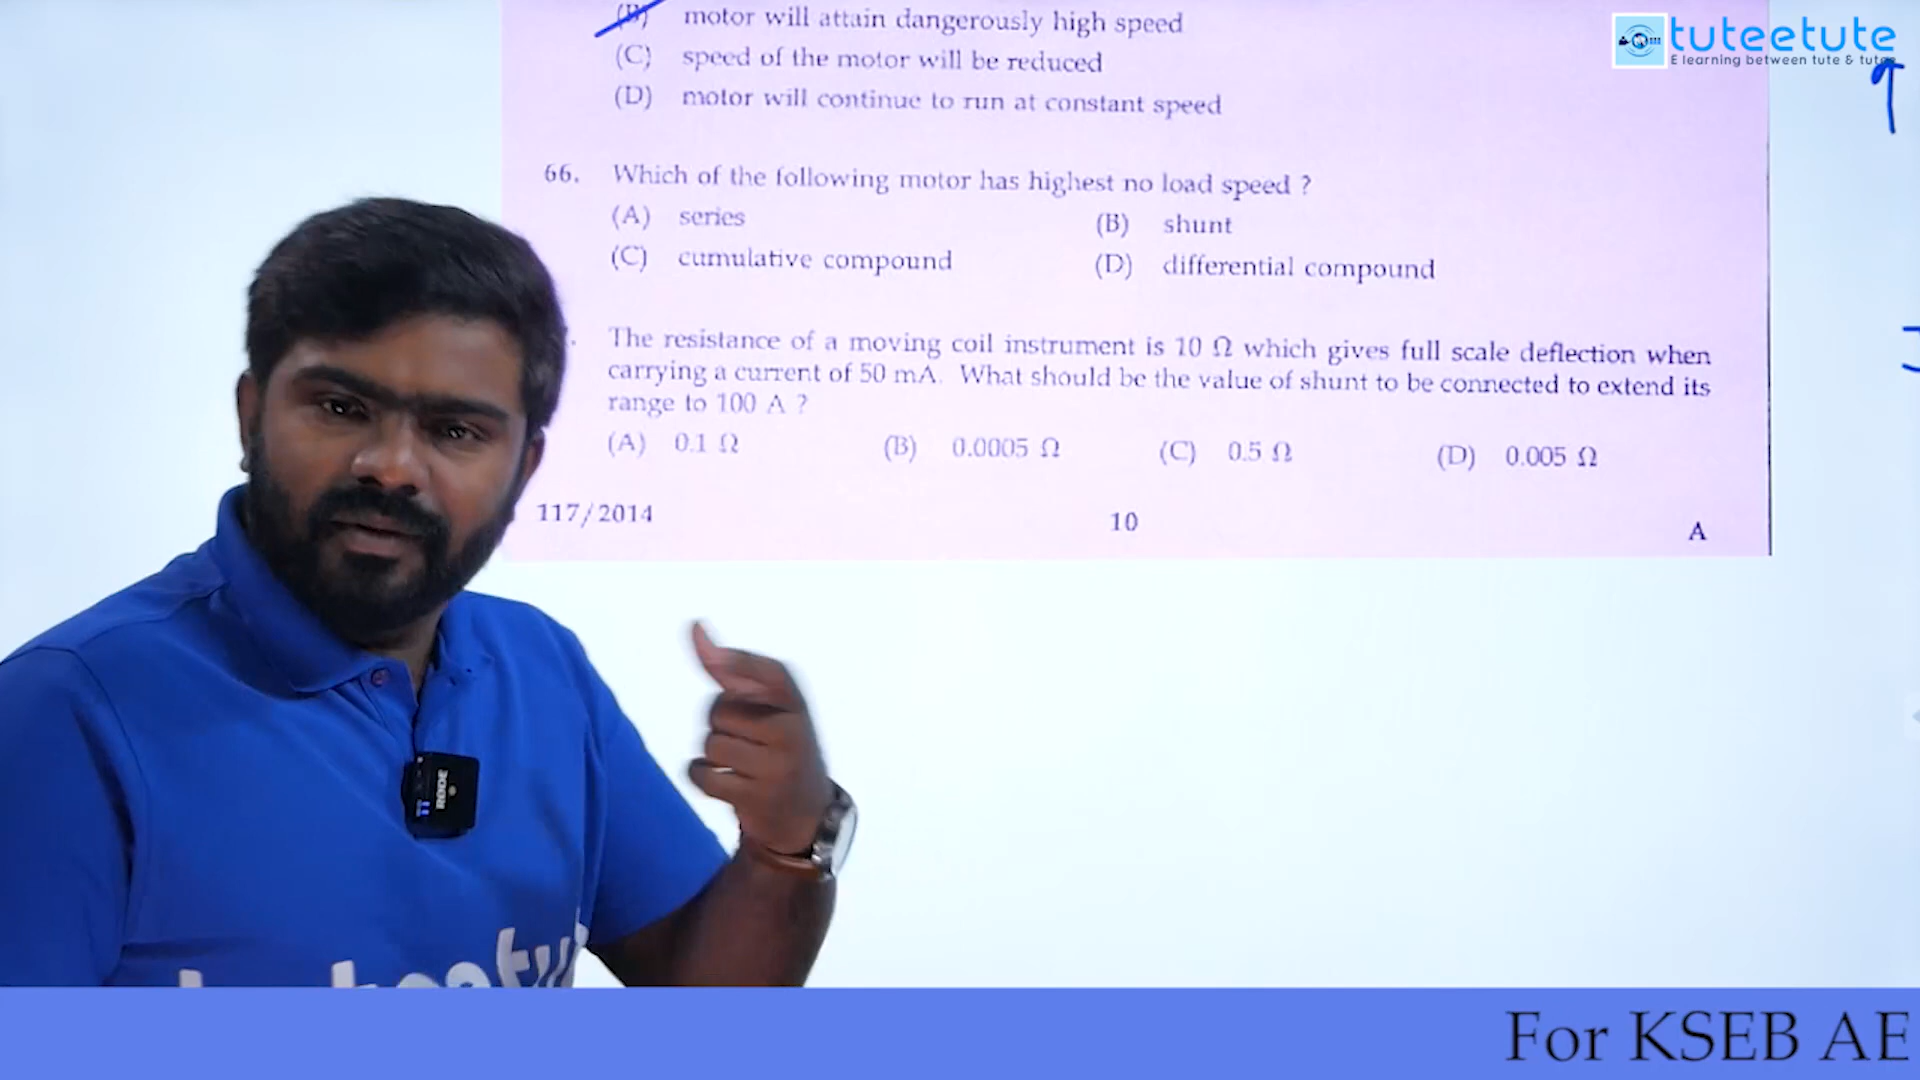 (B) motor will attain dangerously high speed
(C) speed of the motor will be reduced
(D) motor will continue to run at constant speed
66. Which of the following motor has highest no load speed ?
(A) series (B) shunt
(C) cumulative compound (D) differential compound
. The resistance of a moving coil instrument is 10 Ω which gives full scale deflection when
carrying a current of 50 mA. What should be the value of shunt to be connected to extend its
range to 100 A ?
(A) 0.1 Ω (B) 0.0005 Ω (C) 0.5 Ω (D) 0.005 Ω
117/2014 10 A
tuteetute
E learning between tute & tutee
RØDE
For KSEB AE